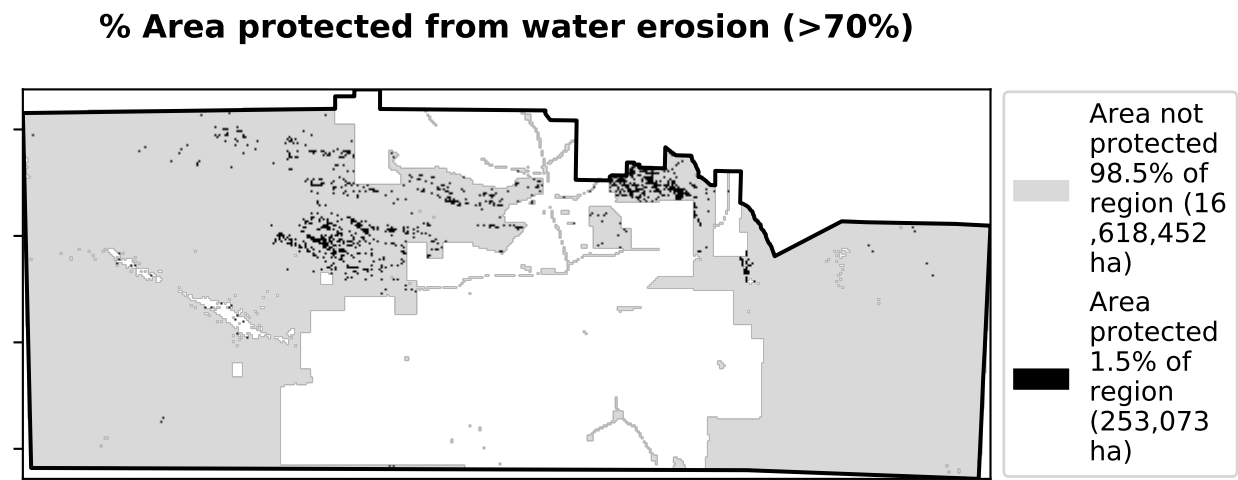 % Area protected from water erosion (>70%)
Area not
protected
98.5% of
region (16
,618,452
ha)
Area
protected
1.5% of
region
(253,073
ha)